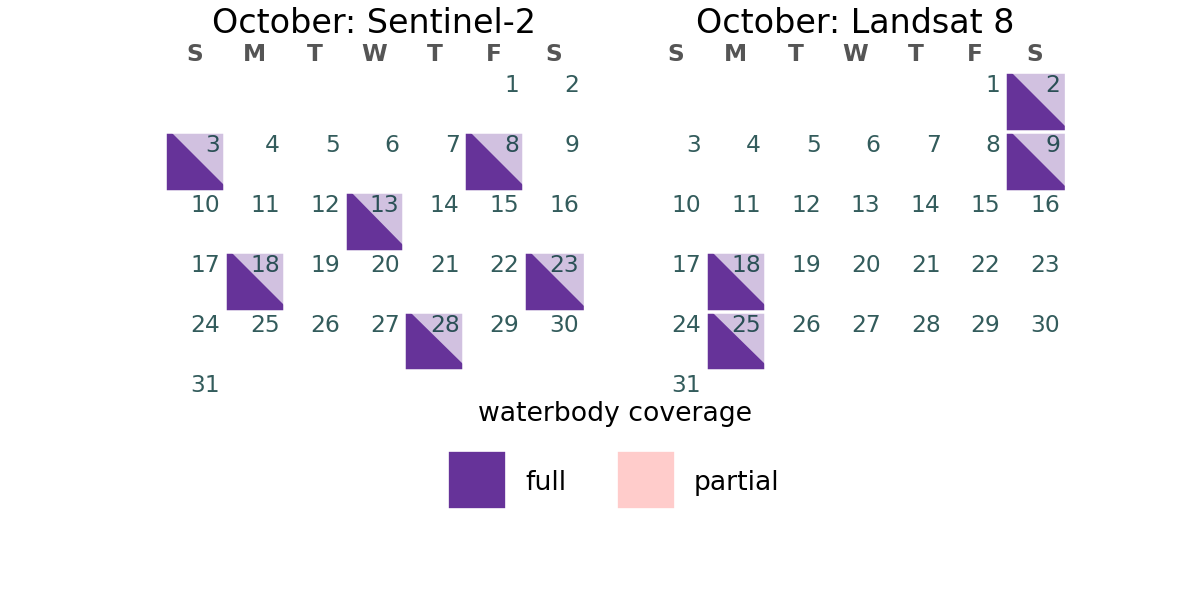 October: Sentinel-2
S M T W T F S
1 2
3 4 5 6 7 8 9
10 11 12 13 14 15 16
17 18 19 20 21 22 23
24 25 26 27 28 29 30
31
October: Landsat 8
S M T W T F S
1 2
3 4 5 6 7 8 9
10 11 12 13 14 15 16
17 18 19 20 21 22 23
24 25 26 27 28 29 30
31
waterbody coverage
full partial